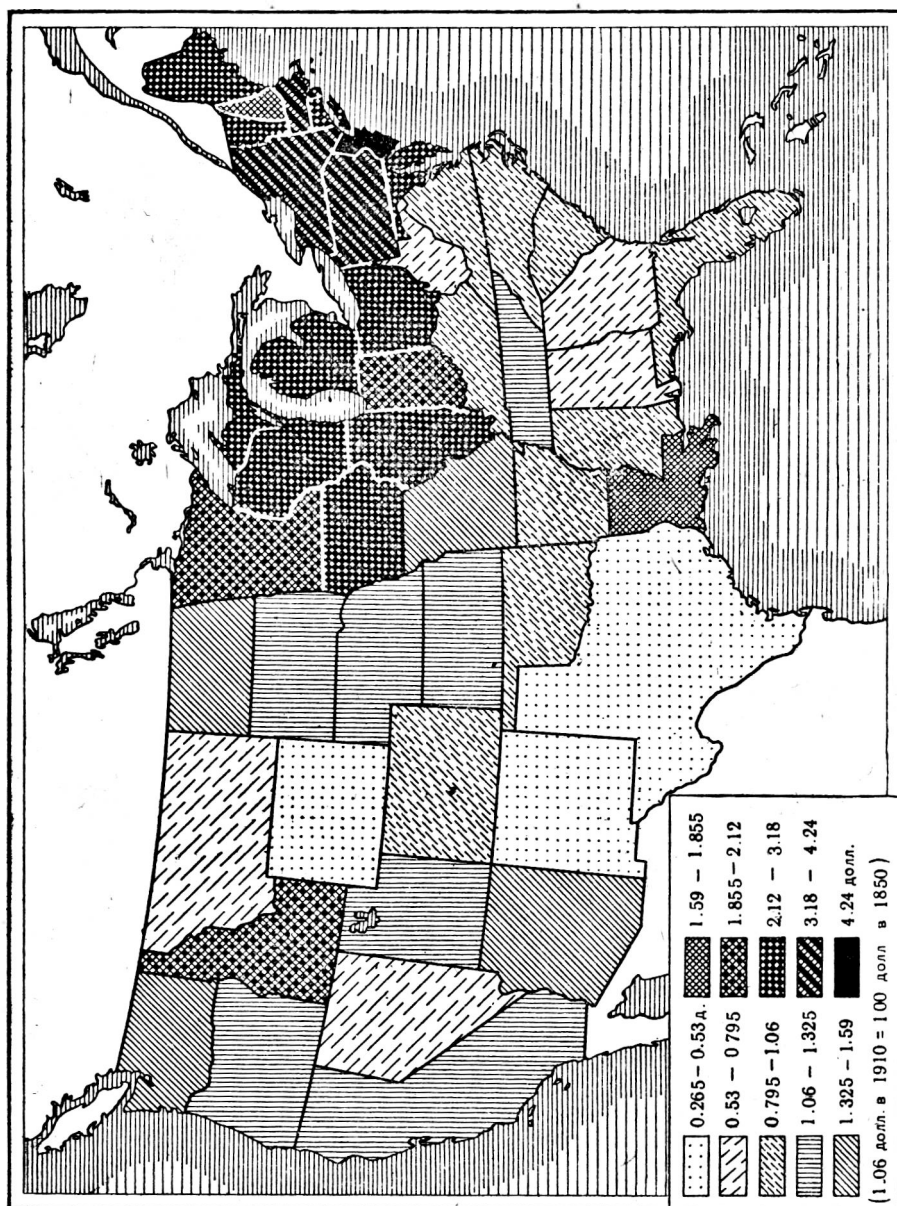 0.265 – 0.53 д.
0.53 – 0.795
0.795 – 1.06
1.06 – 1.325
1.325 – 1.59
1.59 – 1.855
1.855 – 2.12
2.12 – 3.18
3.18 – 4.24
4.24 долл.
(1.06 долл. в 1910 = 100 долл в 1850)